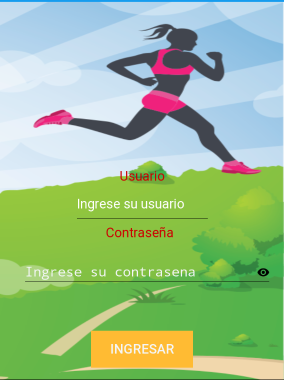 Usuario
Ingrese su usuario
Contraseña
Ingrese su contrasena
INGRESAR